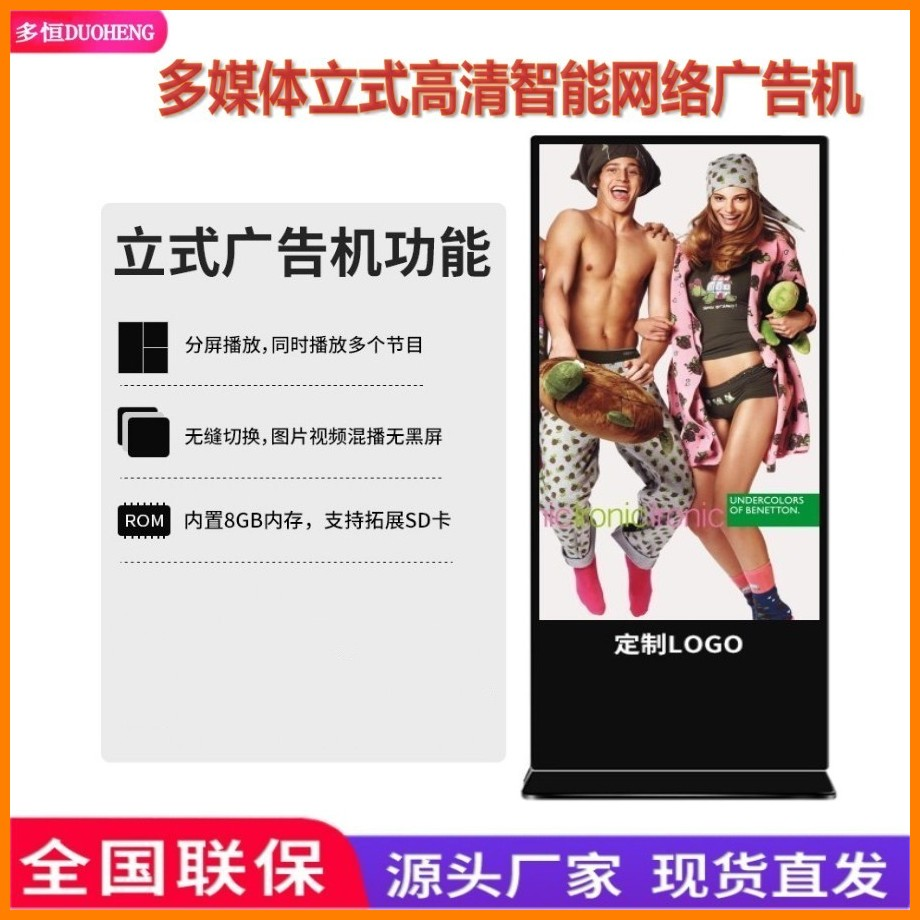 多恒DUOHENG
多媒体立式高清智能网络广告机
立式广告机功能
分屏播放,同时播放多个节目
无缝切换,图片视频混播无黑屏
ROM
内置8GB内存，支持拓展SD卡
UNDERCOLORS
OF BENETTON.
定制LOGO
全国联保
源头厂家 现货直发